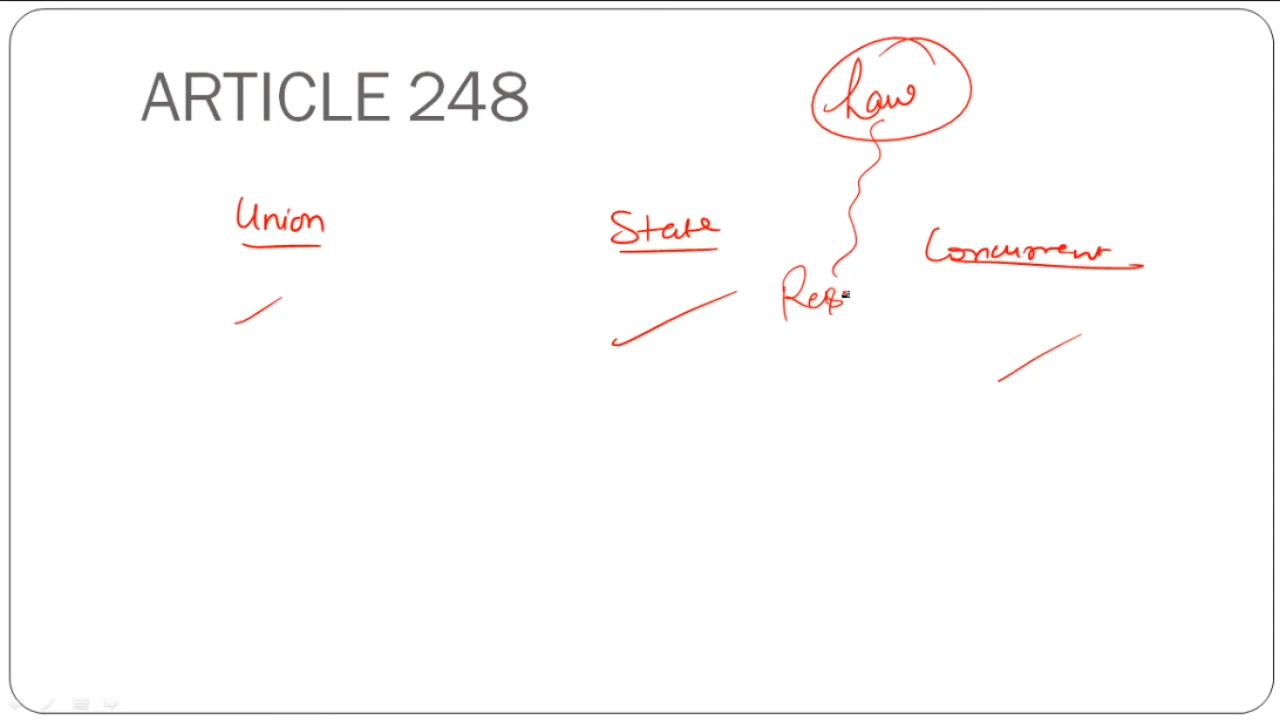 ARTICLE 248
Law
Union
State
Concurrent
Res